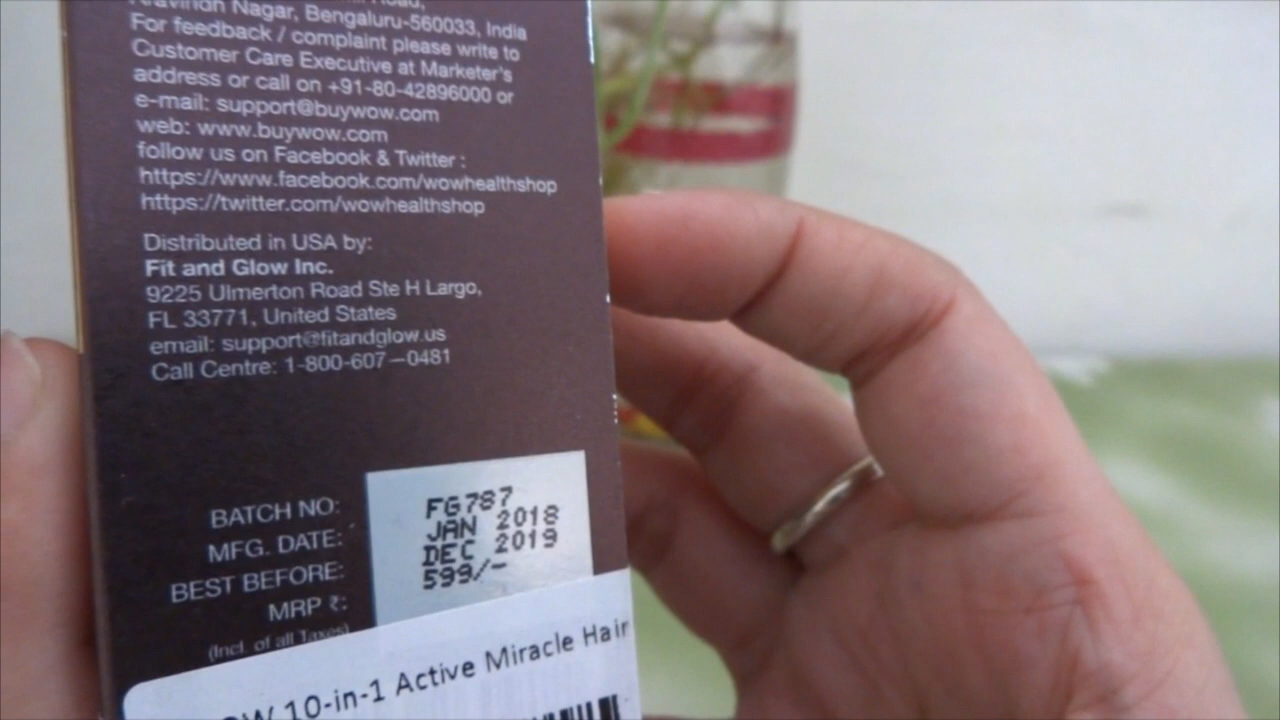 Aravindh Nagar, Bengaluru-560033, India
For feedback / complaint please write to
Customer Care Executive at Marketer's
address or call on +91-80-42896000 or
e-mail: support@buywow.com
web: www.buywow.com
follow us on Facebook & Twitter :
https://www.facebook.com/wowhealthshop
https://twitter.com/wowhealthshop
Distributed in USA by:
Fit and Glow Inc.
9225 Ulmerton Road Ste H Largo,
FL 33771, United States
email: support@fitandglow.us
Call Centre: 1-800-607—0481
BATCH NO: FG787
MFG. DATE: JAN 2018
BEST BEFORE: DEC 2019
MRP ₹: 599/-
(Incl. of all Taxes)
10-in-1 Active Miracle Hair